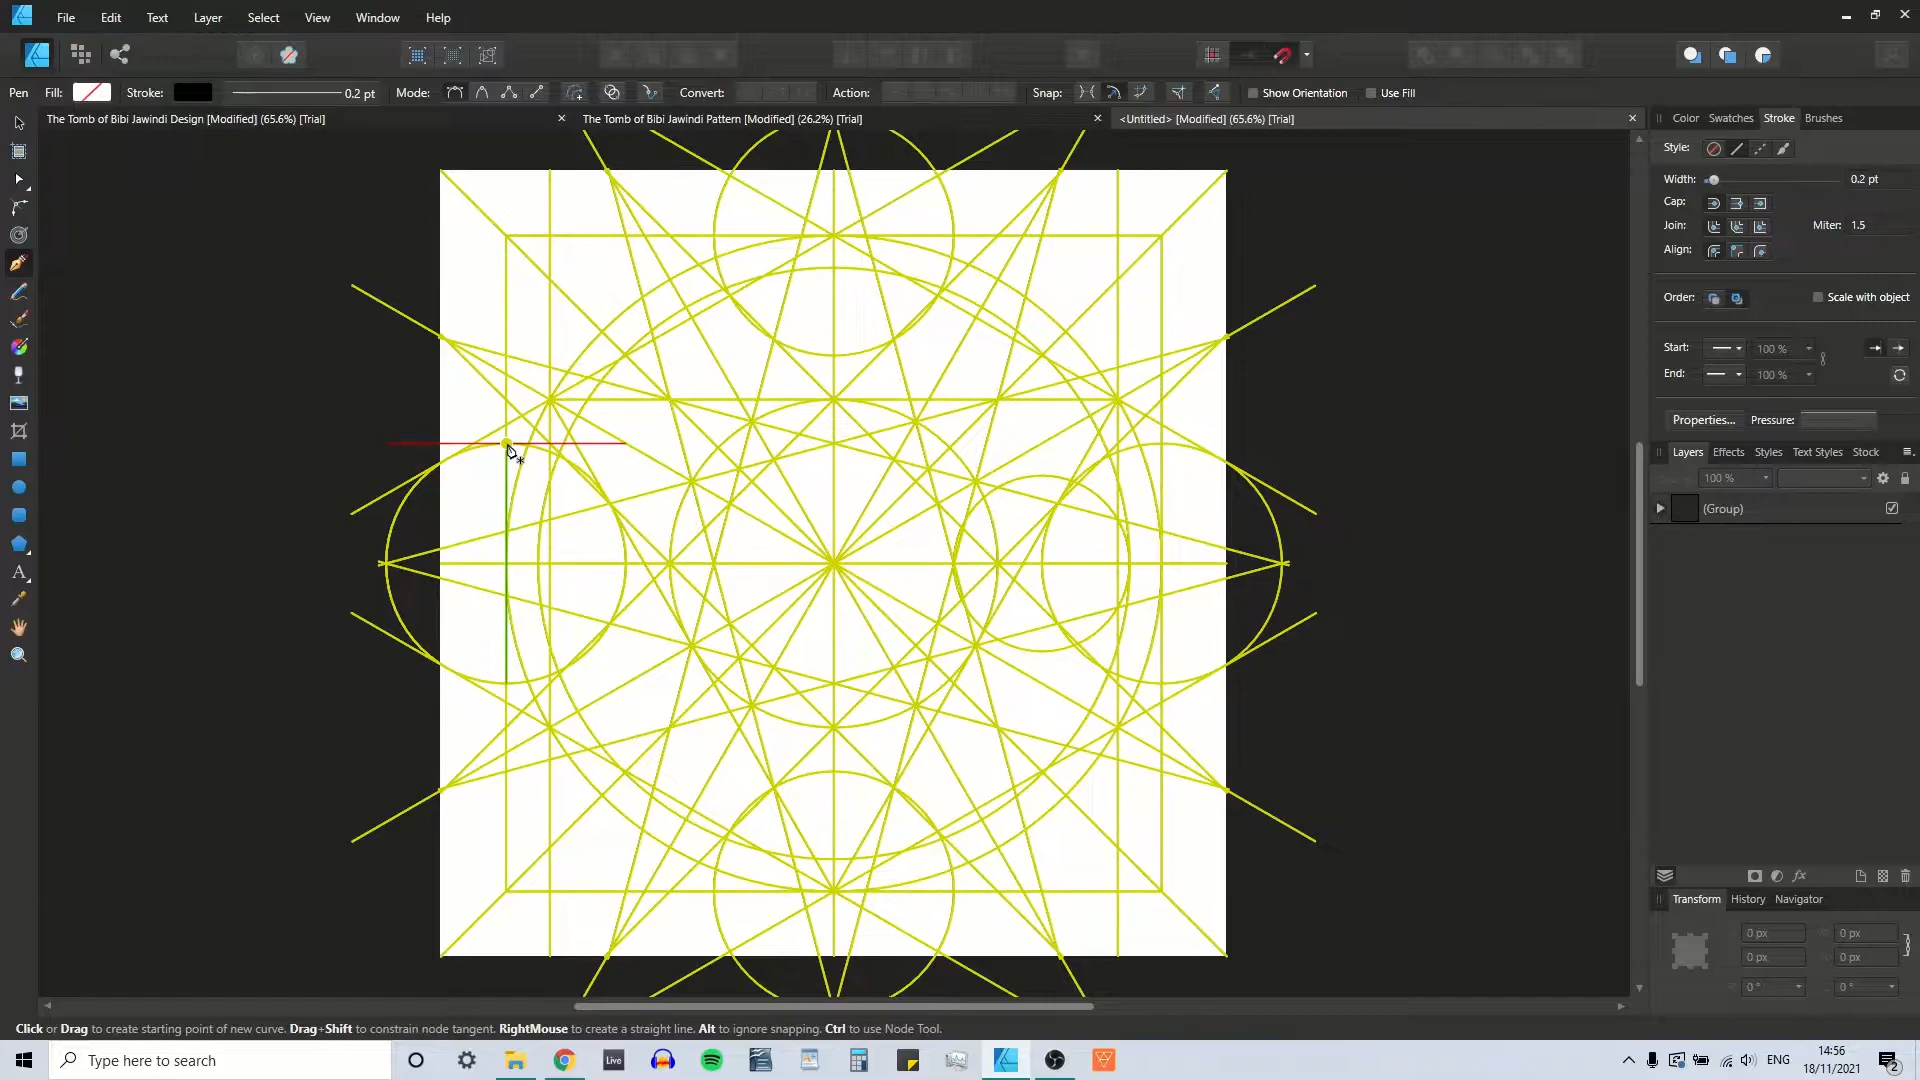 File Edit Text Layer Select View Window Help
Pen Fill: Stroke: 0.2 pt Mode: Convert: Action: Snap: Show Orientation Use Fill
The Tomb of Bibi Jawindi Design [Modified] (65.6%) [Trial]
The Tomb of Bibi Jawindi Pattern [Modified] (26.2%) [Trial]
<Untitled> [Modified] (65.6%) [Trial]
Color Swatches Stroke Brushes
Style:
Width: 0.2 pt
Cap:
Join: Miter: 1.5
Align:
Order: Scale with object
Start: 100 %
End: 100 %
Properties... Pressure:
Layers Effects Styles Text Styles Stock
100 %
(Group)
fx
Transform History Navigator
0 px 0 px
0 px 0 px
0 ° 0 °
Click or Drag to create starting point of new curve. Drag+Shift to constrain node tangent. RightMouse to create a straight line. Alt to ignore snapping. Ctrl to use Node Tool.
Type here to search
Live
ENG
14:56
18/11/2021
2